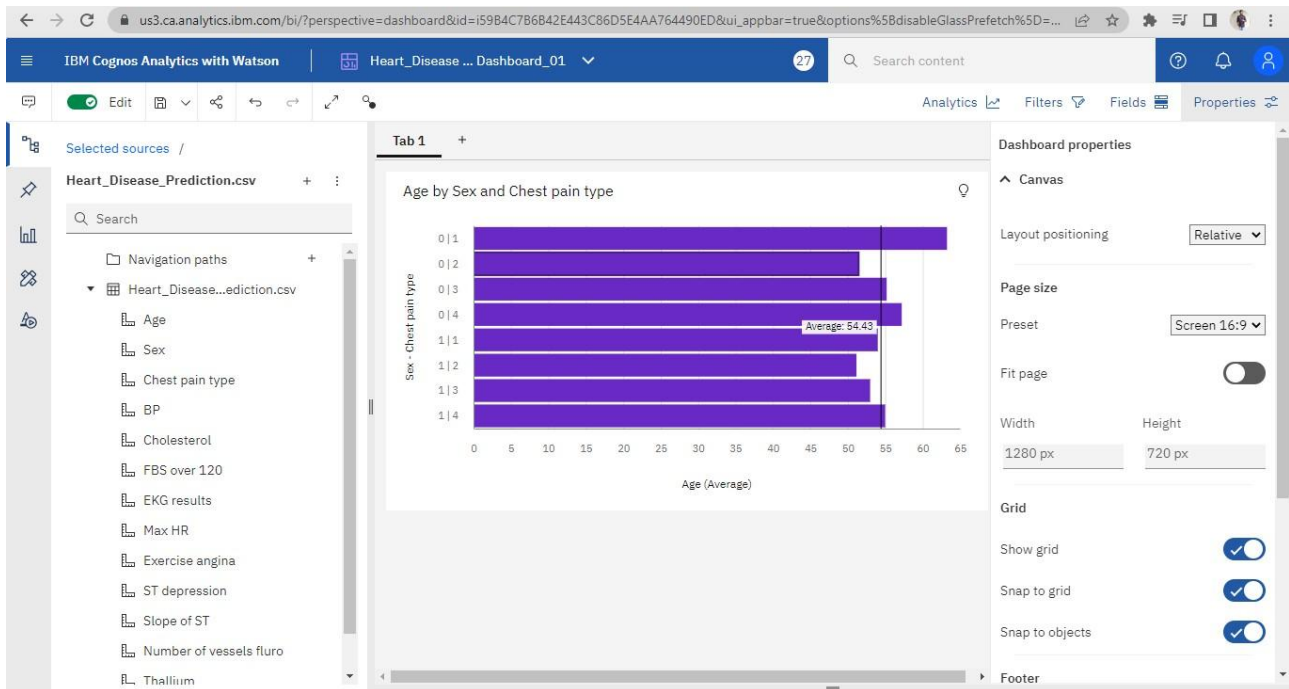 us3.ca.analytics.ibm.com/bi/?perspective=dashboard&id=i59B4C7B6B42E443C86D5E4AA764490ED&ui_appbar=true&options%5BdisableGlassPrefetch%5D=...
IBM Cognos Analytics with Watson
Heart_Disease ... Dashboard_01
27
Search content
Edit
Analytics
Filters
Fields
Properties
Selected sources /
Heart_Disease_Prediction.csv
Search
Navigation paths
Heart_Disease...ediction.csv
Age
Sex
Chest pain type
BP
Cholesterol
FBS over 120
EKG results
Max HR
Exercise angina
ST depression
Slope of ST
Number of vessels fluro
Thallium
Tab 1
Age by Sex and Chest pain type
Sex - Chest pain type
0|1
0|2
0|3
0|4
1|1
1|2
1|3
1|4
Average: 54.43
0 5 10 15 20 25 30 35 40 45 50 55 60 65
Age (Average)
Dashboard properties
Canvas
Layout positioning Relative
Page size
Preset Screen 16:9
Fit page
Width Height
1280 px 720 px
Grid
Show grid
Snap to grid
Snap to objects
Footer